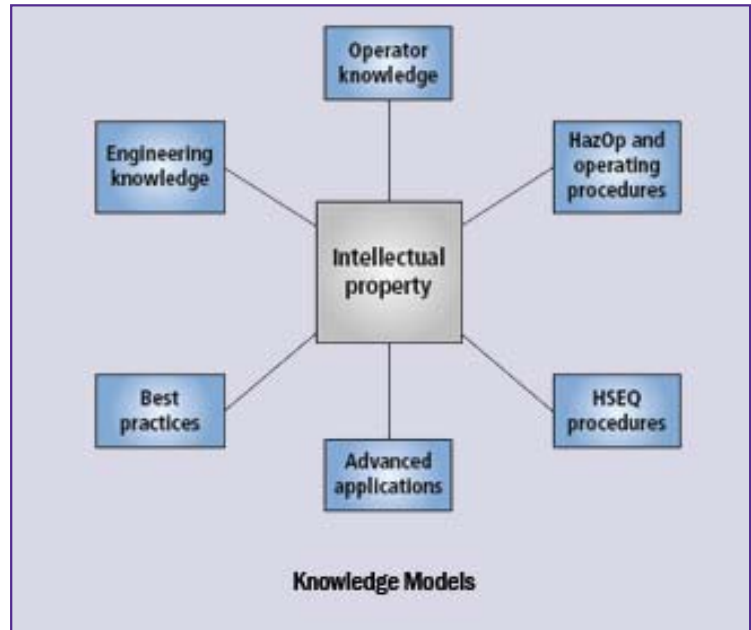 Operator
knowledge
Engineering
knowledge
HazOp and
operating
procedures
Intellectual
property
Best
practices
HSEQ
procedures
Advanced
applications
Knowledge Models